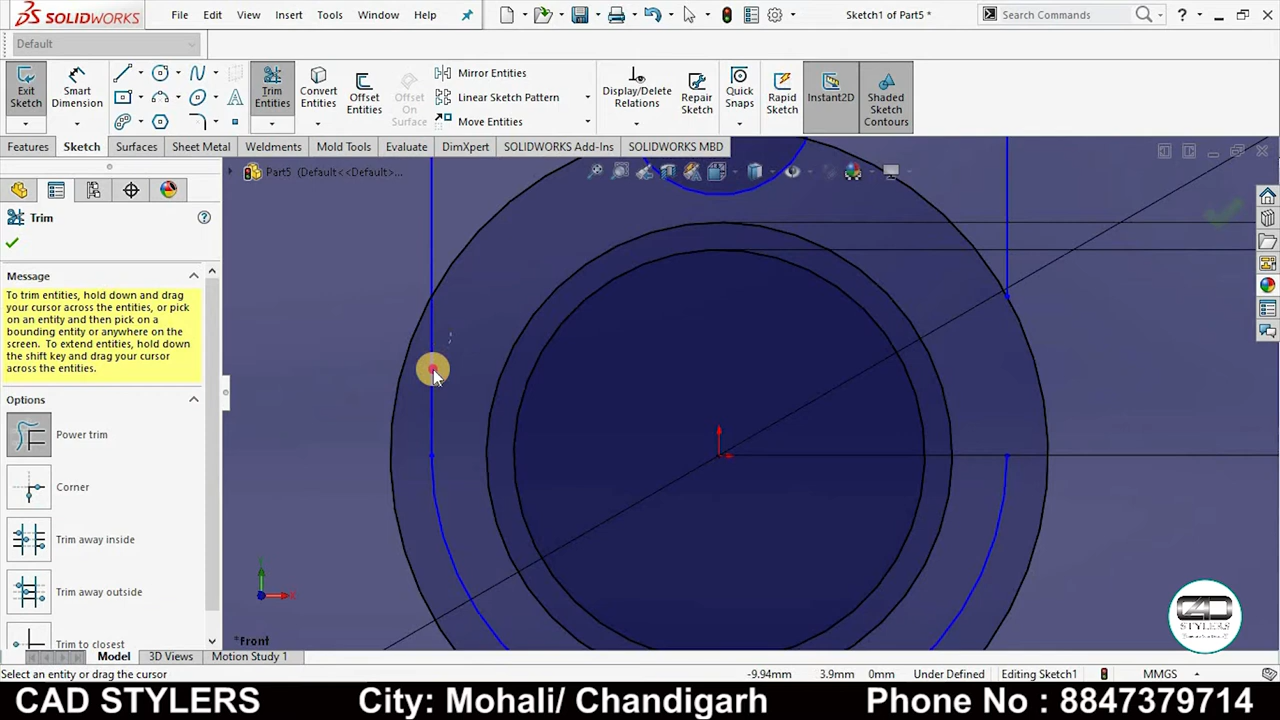 SOLIDWORKS File Edit View Insert Tools Window Help Sketch1 of Part5 * Search Commands ?
Default
Exit Sketch
Smart Dimension
Trim Entities
Convert Entities
Offset Entities
Offset On Surface
Mirror Entities
Linear Sketch Pattern
Move Entities
Display/Delete Relations
Repair Sketch
Quick Snaps
Rapid Sketch
Instant2D
Shaded Sketch Contours
Features Sketch Surfaces Sheet Metal Weldments Mold Tools Evaluate DimXpert SOLIDWORKS Add-Ins SOLIDWORKS MBD
Part5 (Default<<Default>...
Trim
Message
To trim entities, hold down and drag
your cursor across the entities, or pick
on an entity and then pick on a
bounding entity or anywhere on the
screen. To extend entities, hold down
the shift key and drag your cursor
across the entities.
Options
Power trim
Corner
Trim away inside
Trim away outside
Trim to closest
*Front
STYLERS
Model 3D Views Motion Study 1
Select an entity or drag the cursor -9.94mm 3.9mm 0mm Under Defined Editing Sketch1 MMGS
CAD STYLERS City: Mohali/ Chandigarh Phone No : 8847379714